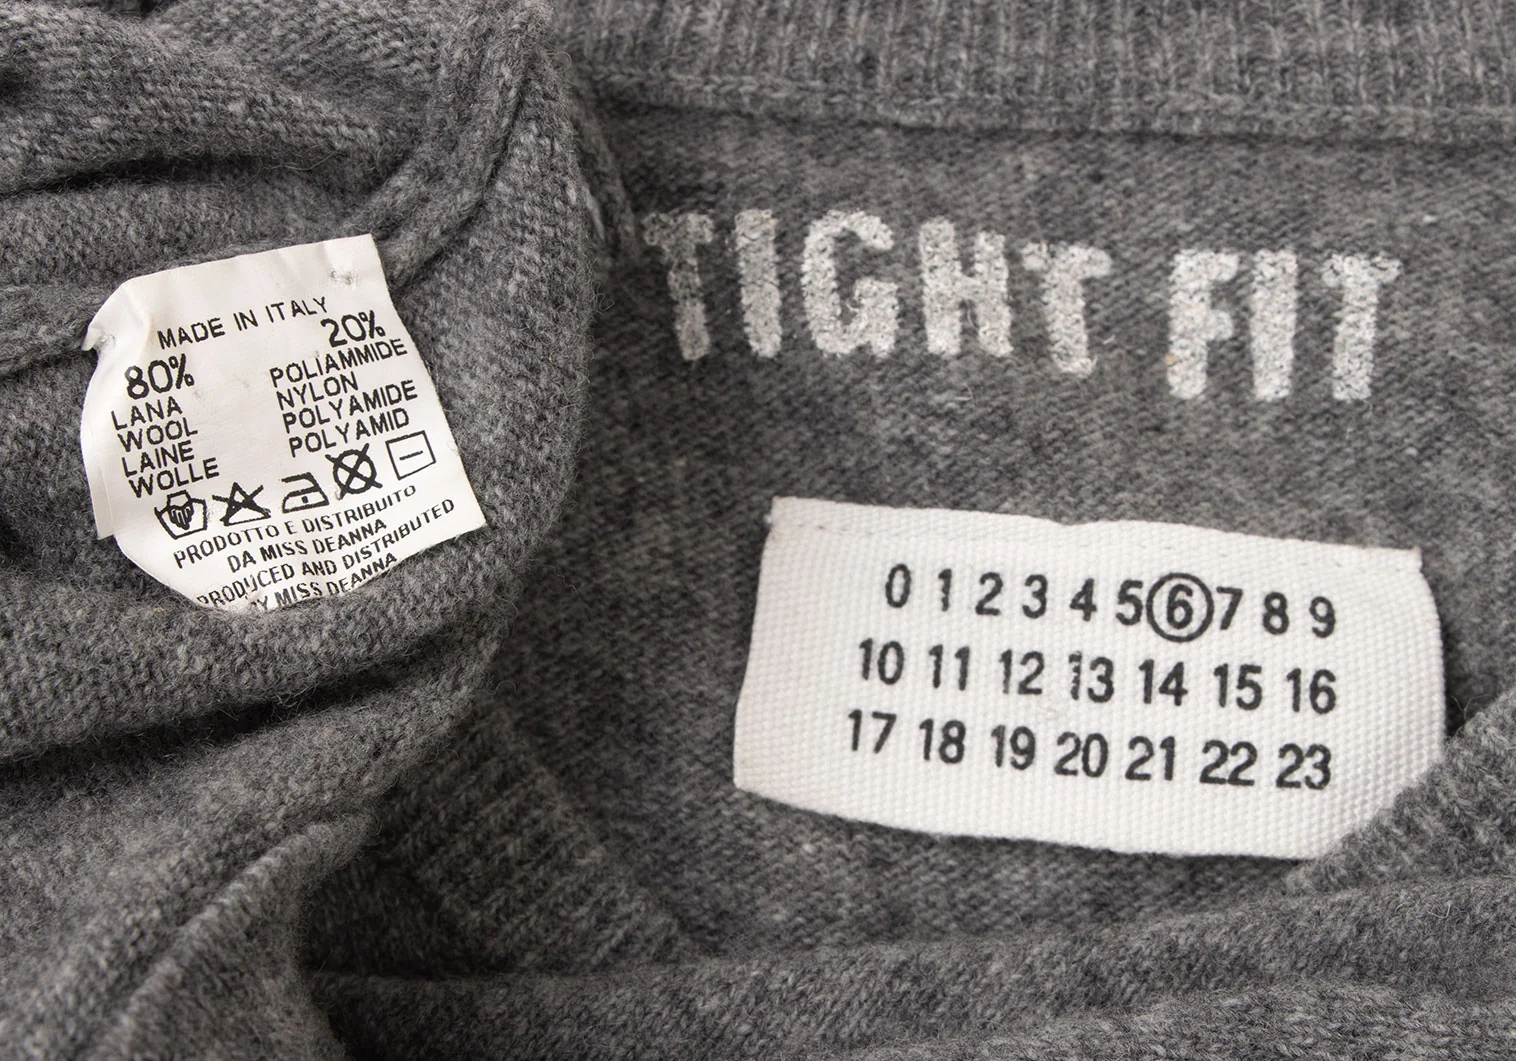 MADE IN ITALY
80% 20%
LANA POLIAMMIDE
WOOL NYLON
LAINE POLYAMIDE
WOLLE POLYAMID
PRODOTTO E DISTRIBUITO
DA MISS DEANNA
PRODUCED AND DISTRIBUTED
BY MISS DEANNA
TIGHT FIT
0 1 2 3 4 5 6 7 8 9
10 11 12 13 14 15 16
17 18 19 20 21 22 23